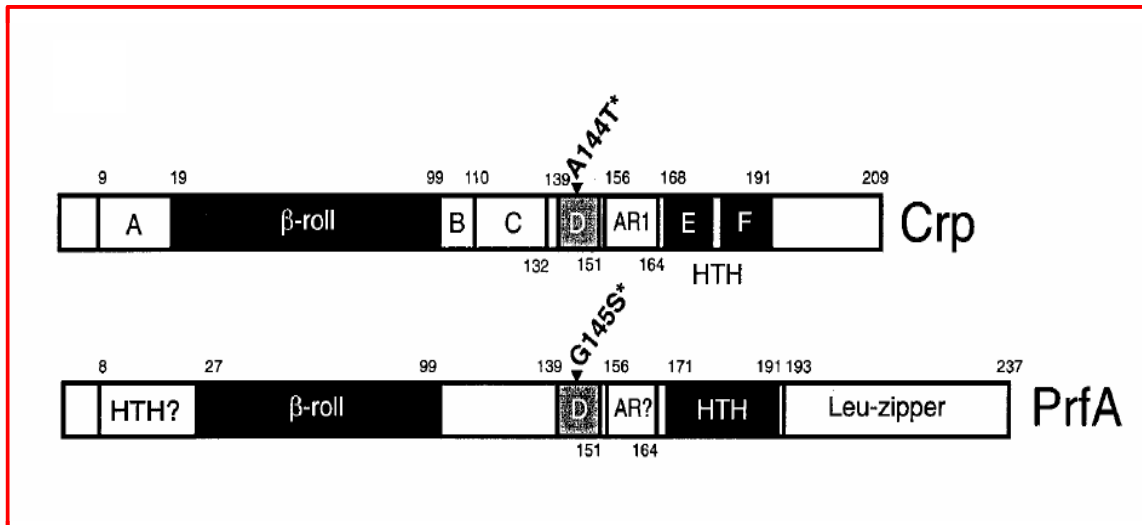 A144T*
9 19 99 110 139 156 168 191 209
A β-roll B C D AR1 E F Crp
132 151 164 HTH
G145S*
8 27 99 139 156 171 191 193 237
HTH? β-roll D AR? HTH Leu-zipper PrfA
151 164